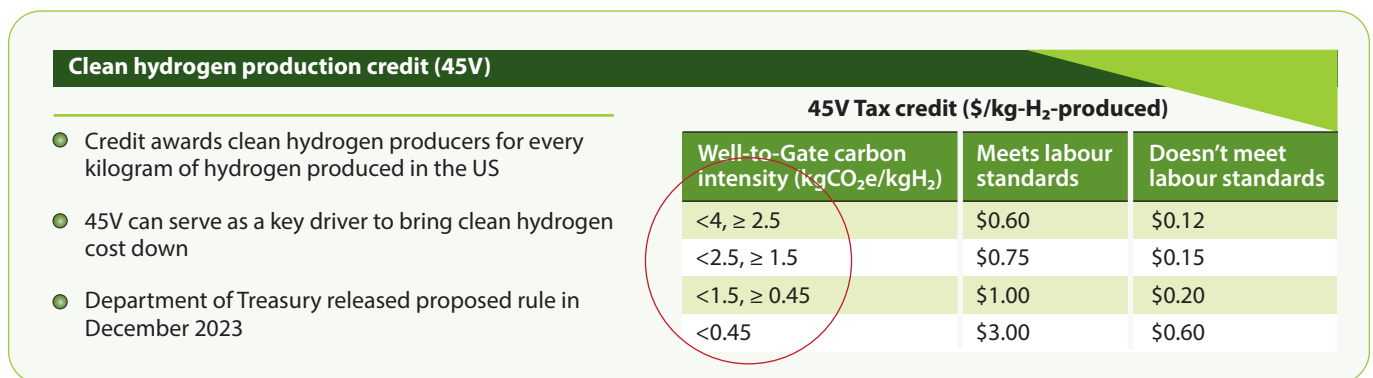 Clean hydrogen production credit (45V)
Credit awards clean hydrogen producers for every
kilogram of hydrogen produced in the US
45V can serve as a key driver to bring clean hydrogen
cost down
Department of Treasury released proposed rule in
December 2023
45V Tax credit ($/kg-H₂-produced)
Well-to-Gate carbon
intensity (kgCO₂e/kgH₂)
Meets labour
standards
Doesn’t meet
labour standards
<4, ≥ 2.5 $0.60 $0.12
<2.5, ≥ 1.5 $0.75 $0.15
<1.5, ≥ 0.45 $1.00 $0.20
<0.45 $3.00 $0.60